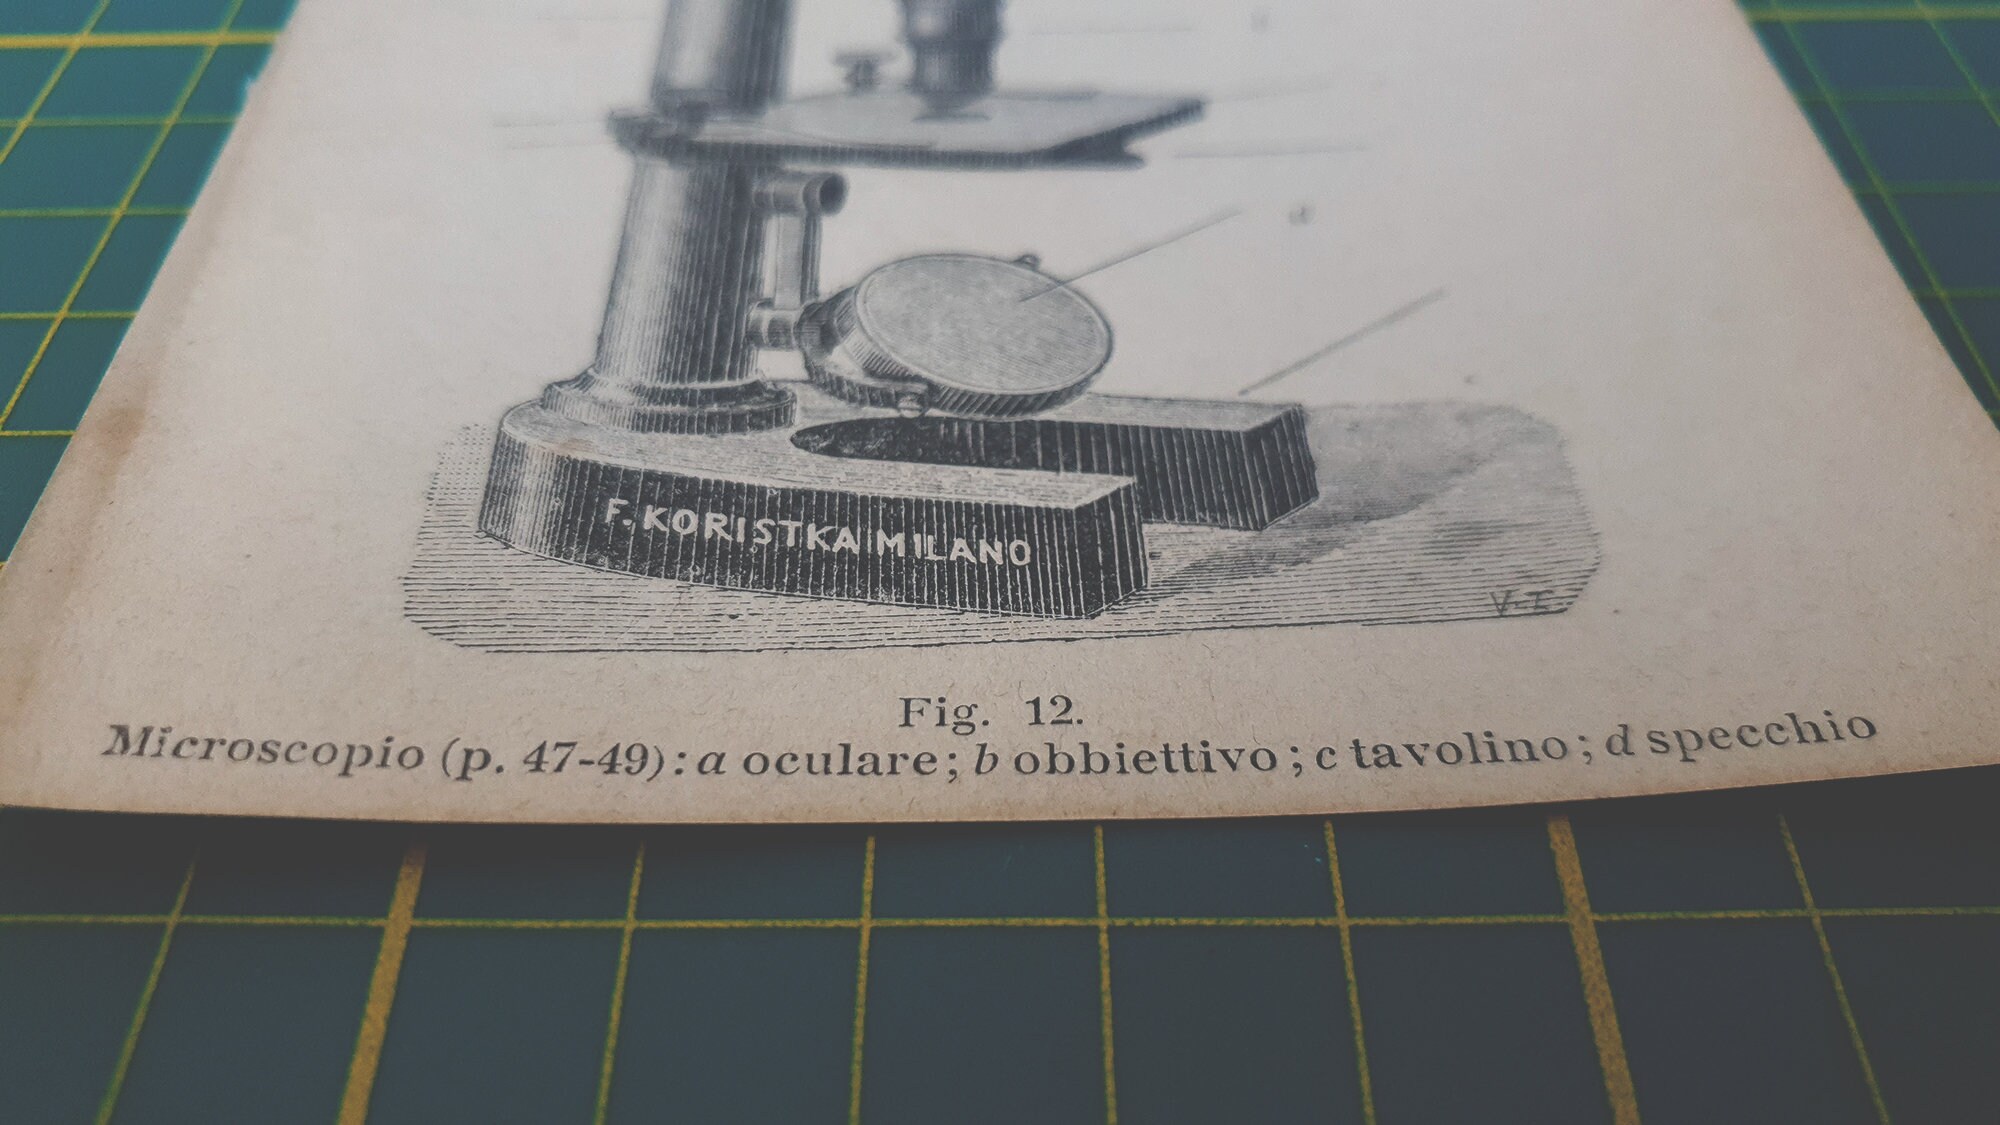 d
F. KORISTKA MILANO
V-T
Fig. 12.
Microscopio (p. 47-49): a oculare; b obbiettivo; c tavolino; d specchio